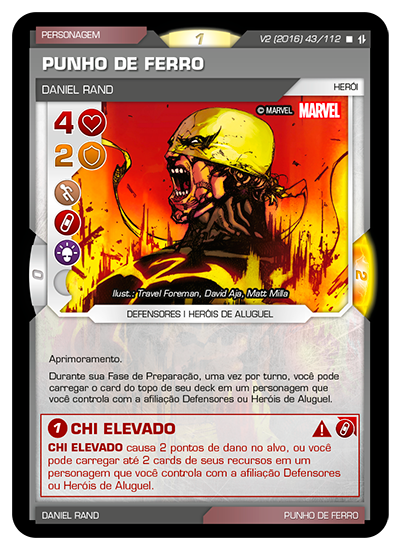 PERSONAGEM
1
V2 (2016) 43/112
PUNHO DE FERRO
DANIEL RAND
HERÓI
© MARVEL MARVEL
4
2
0
2
Ilust.: Travel Foreman, David Aja, Matt Milla
DEFENSORES | HERÓIS DE ALUGUEL
Aprimoramento.
Durante sua Fase de Preparação, uma vez por turno, você pode
carregar o card do topo de seu deck em um personagem que
você controla com a afiliação Defensores ou Heróis de Aluguel.
1 CHI ELEVADO
CHI ELEVADO causa 2 pontos de dano no alvo, ou você
pode carregar até 2 cards de seus recursos em um
personagem que você controla com a afiliação Defensores
ou Heróis de Aluguel.
DANIEL RAND
PUNHO DE FERRO